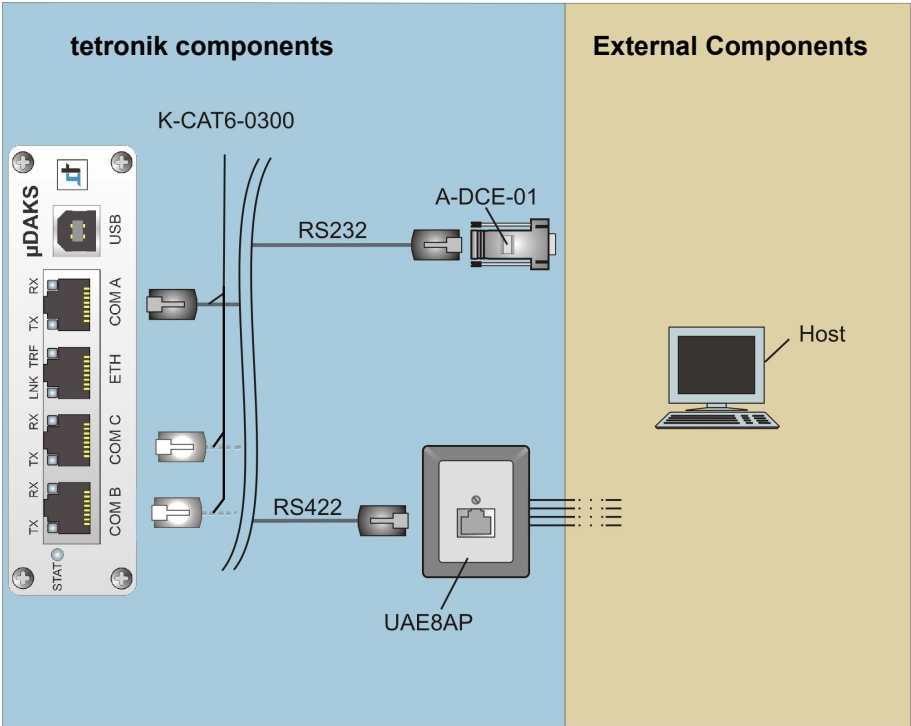 tetronik components
External Components
K-CAT6-0300
µDAKS
USB
A-DCE-01
RS232
RX
TX
COM A
TRF
LNK
ETH
Host
RX
TX
COM C
RX
TX
COM B
RS422
STAT
UAE8AP